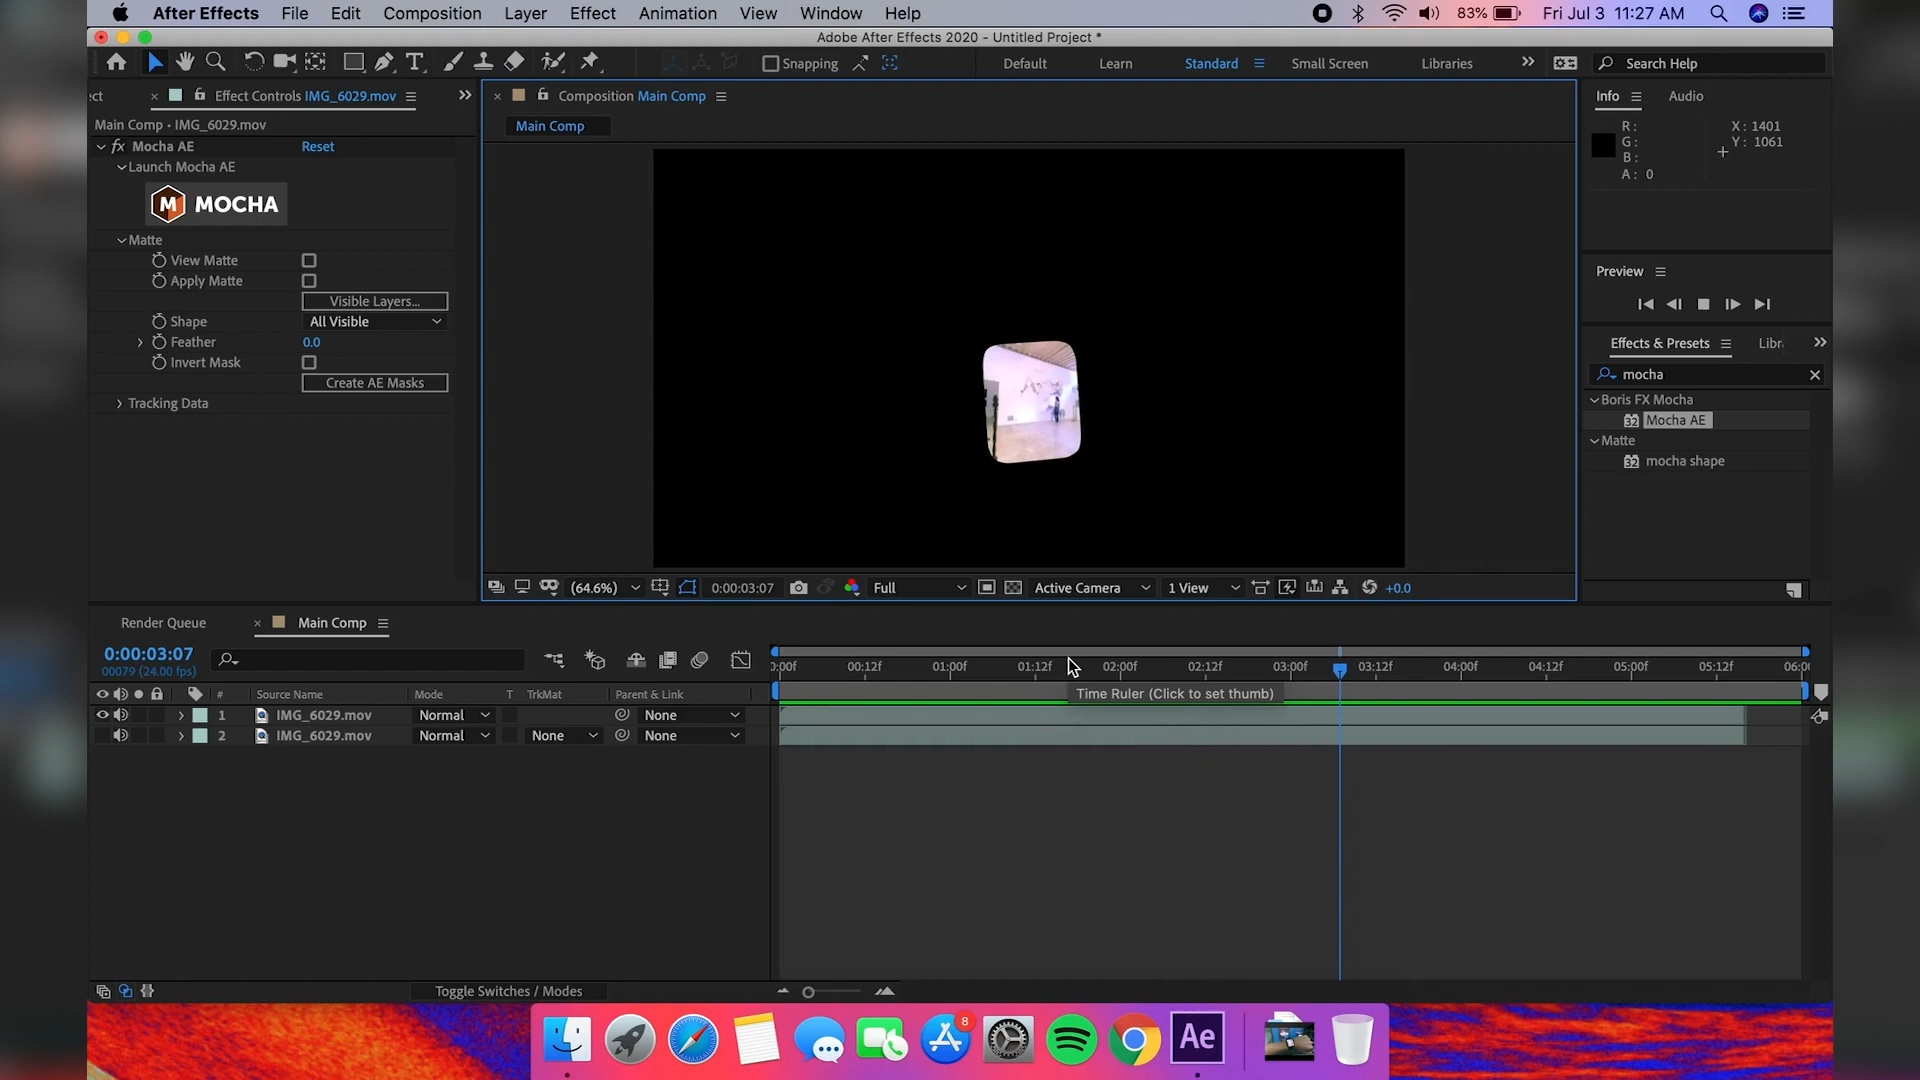 After Effects File Edit Composition Layer Effect Animation View Window Help 83% Fri Jul 3 11:27 AM
Adobe After Effects 2020 - Untitled Project *
T Snapping Default Learn Standard Small Screen Libraries Search Help
ect Effect Controls IMG_6029.mov Composition Main Comp Info Audio
Main Comp • IMG_6029.mov Main Comp
R: X: 1401
G: Y: 1061
B:
A: 0
fx Mocha AE Reset
Launch Mocha AE
M MOCHA
Matte
View Matte
Apply Matte
Visible Layers...
Shape All Visible
Feather 0.0
Invert Mask
Create AE Masks
Tracking Data
Preview
Effects & Presets Libr
mocha
Boris FX Mocha
32 Mocha AE
Matte
32 mocha shape
(64.6%) 0:00:03:07 Full Active Camera 1 View +0.0
Render Queue Main Comp
0:00:03:07
00079 (24.00 fps)
0:00f 00:12f 01:00f 01:12f 02:00f 02:12f 03:00f 03:12f 04:00f 04:12f 05:00f 05:12f 06:00
Time Ruler (Click to set thumb)
# Source Name Mode T TrkMat Parent & Link
1 IMG_6029.mov Normal None
2 IMG_6029.mov Normal None None
Toggle Switches / Modes
8
Ae